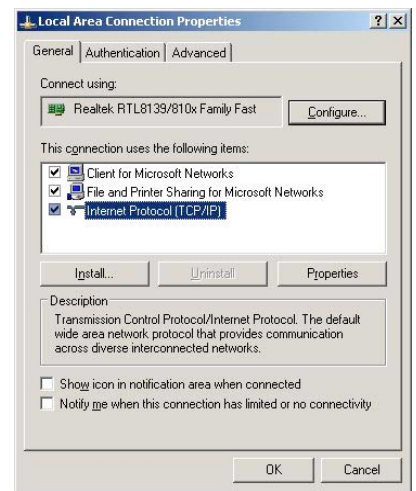 Local Area Connection Properties
General Authentication Advanced
Connect using:
Realtek RTL8139/810x Family Fast
Configure...
This connection uses the following items:
Client for Microsoft Networks
File and Printer Sharing for Microsoft Networks
Internet Protocol (TCP/IP)
Install... Uninstall Properties
Description
Transmission Control Protocol/Internet Protocol. The default
wide area network protocol that provides communication
across diverse interconnected networks.
Show icon in notification area when connected
Notify me when this connection has limited or no connectivity
OK Cancel